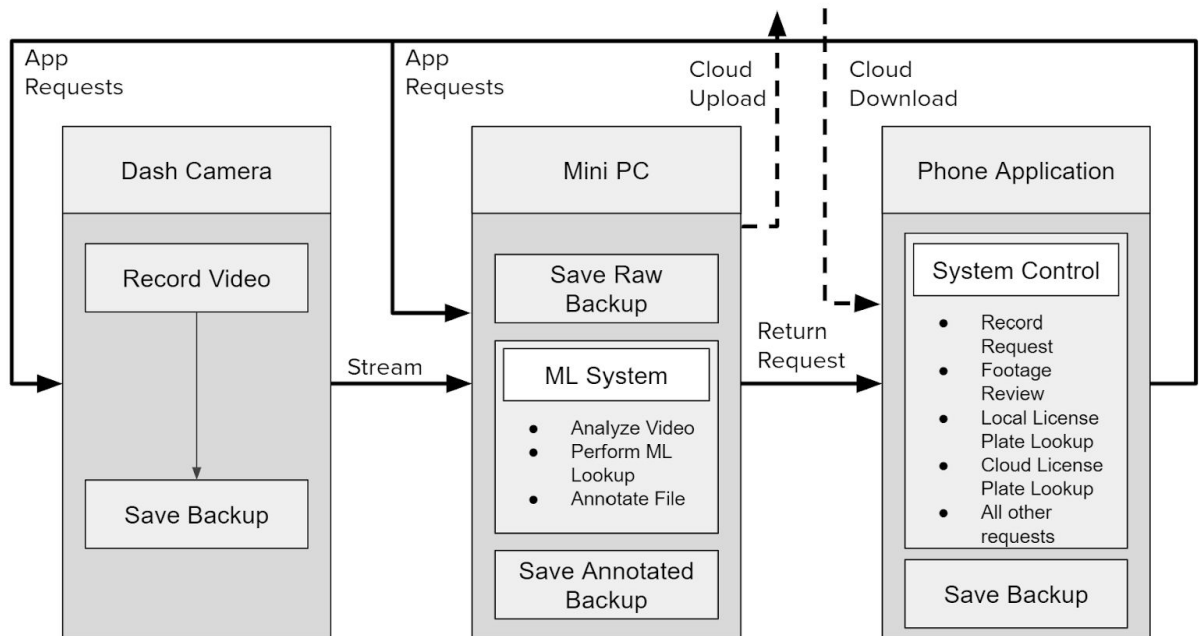 App
Requests
App
Requests
Cloud
Upload
Cloud
Download
Dash Camera
Record Video
Save Backup
Stream
Mini PC
Save Raw
Backup
ML System
● Analyze Video
● Perform ML
Lookup
● Annotate File
Save Annotated
Backup
Return
Request
Phone Application
System Control
● Record
Request
● Footage
Review
● Local License
Plate Lookup
● Cloud License
Plate Lookup
● All other
requests
Save Backup